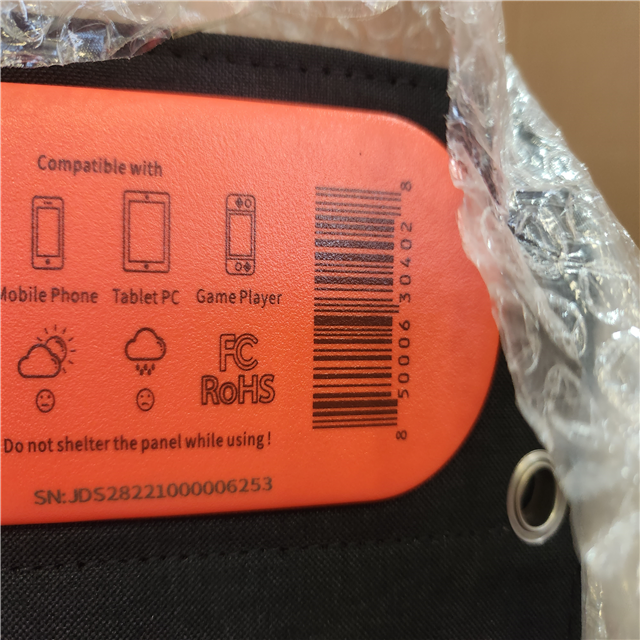 Compatible with
Mobile Phone Tablet PC Game Player
FC
RoHS
Do not shelter the panel while using!
SN:JDS28221000006253
8 50006 30402 8